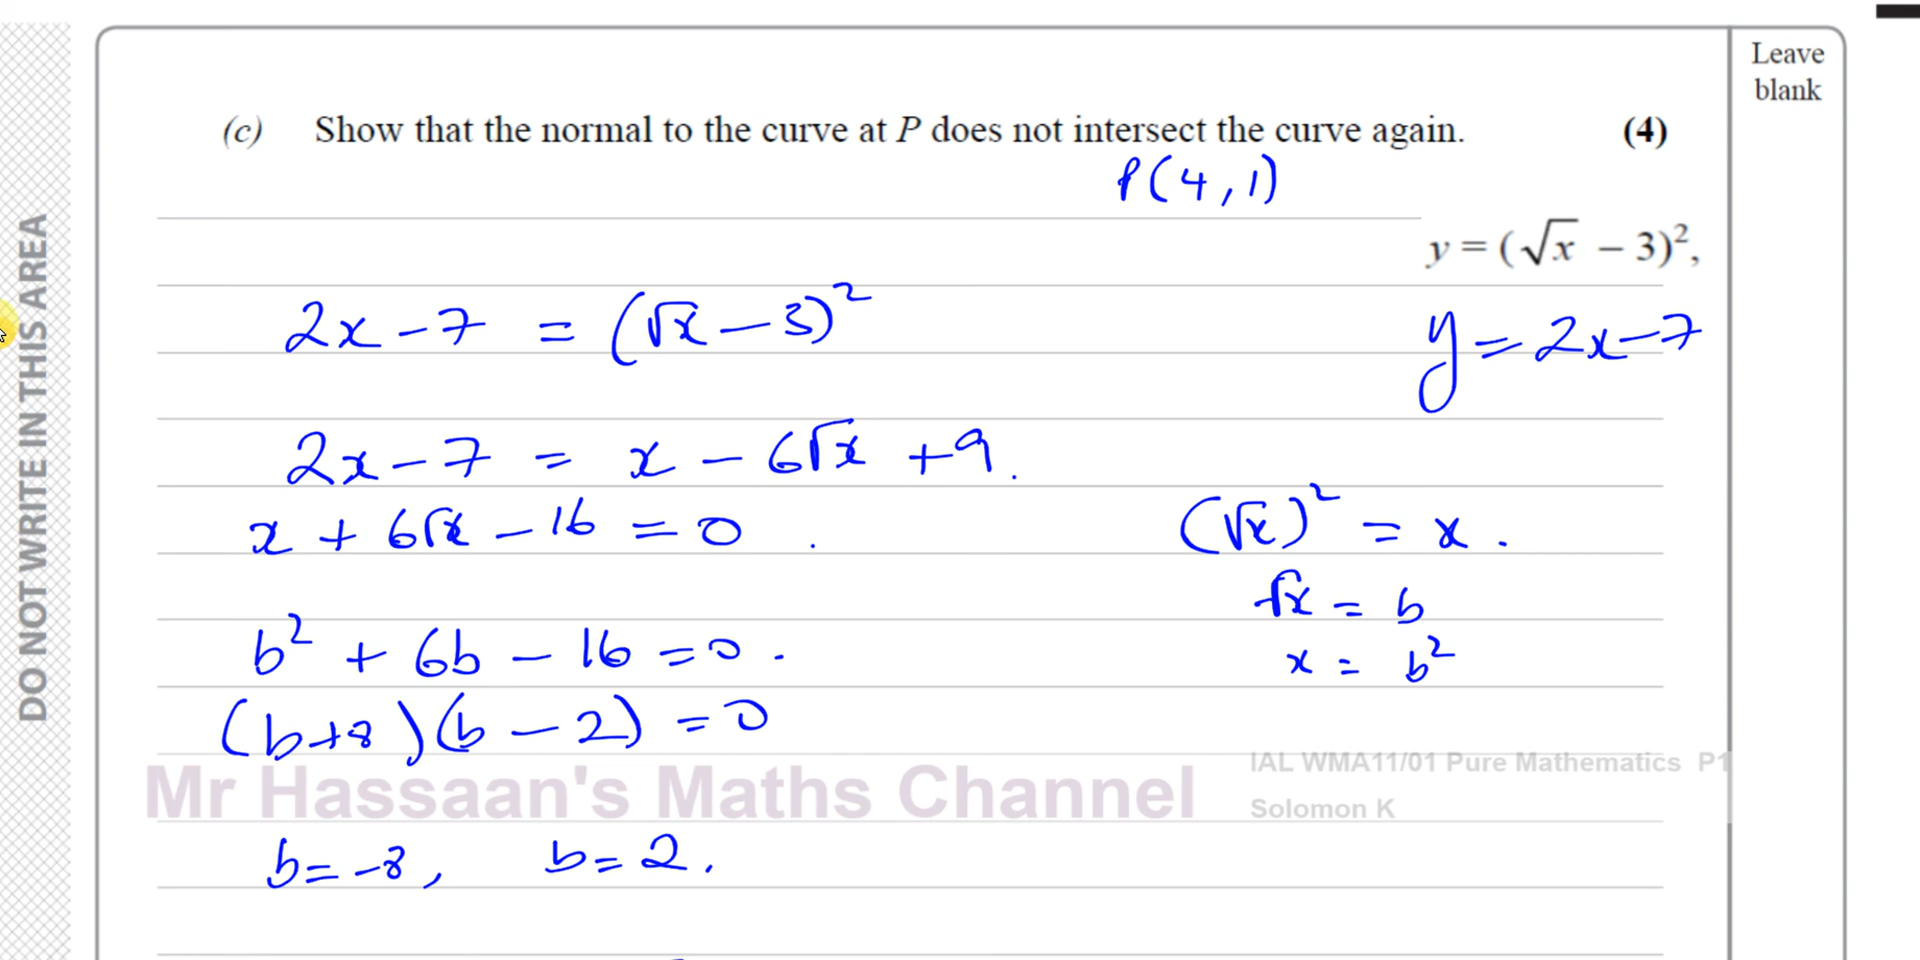 Leave
blank
(c) Show that the normal to the curve at P does not intersect the curve again. (4)
P(4, 1)
y = (√x − 3)²,
2x − 7 = (√x − 3)²
y = 2x − 7
2x − 7 = x − 6√x + 9.
x + 6√x − 16 = 0.
(√x)² = x.
√x = b
x = b²
b² + 6b − 16 = 0.
(b+8)(b − 2) = 0
Mr Hassaan's Maths Channel
IAL WMA11/01 Pure Mathematics P1
Solomon K
b = −8, b = 2.
DO NOT WRITE IN THIS AREA